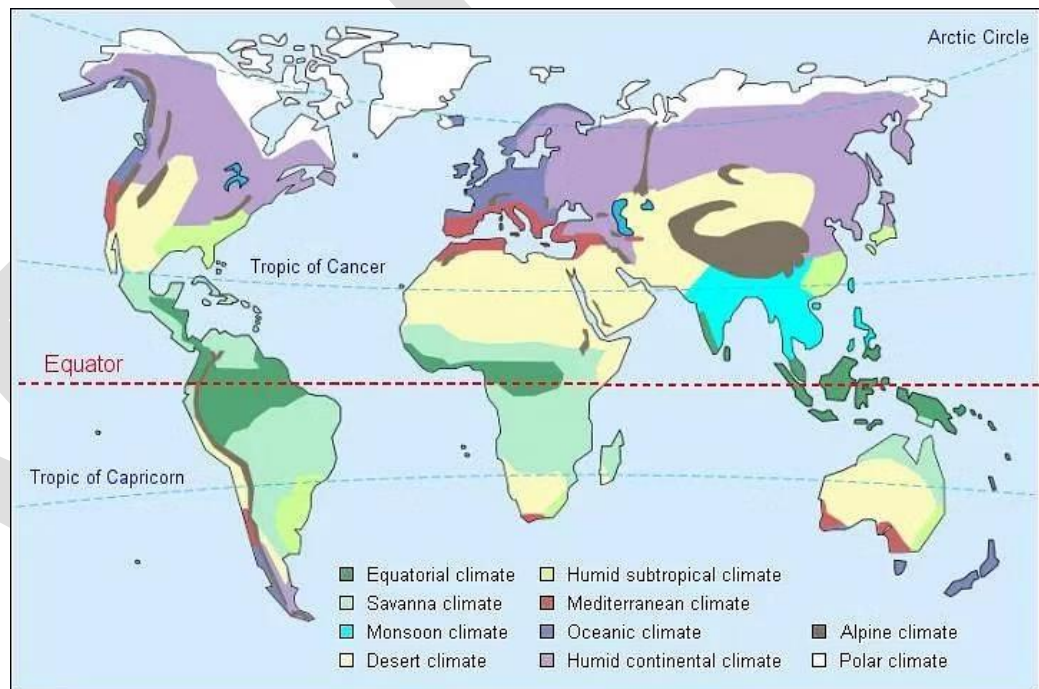 Arctic Circle
Tropic of Cancer
Equator
Tropic of Capricorn
Equatorial climate
Savanna climate
Monsoon climate
Desert climate
Humid subtropical climate
Mediterranean climate
Oceanic climate
Humid continental climate
Alpine climate
Polar climate